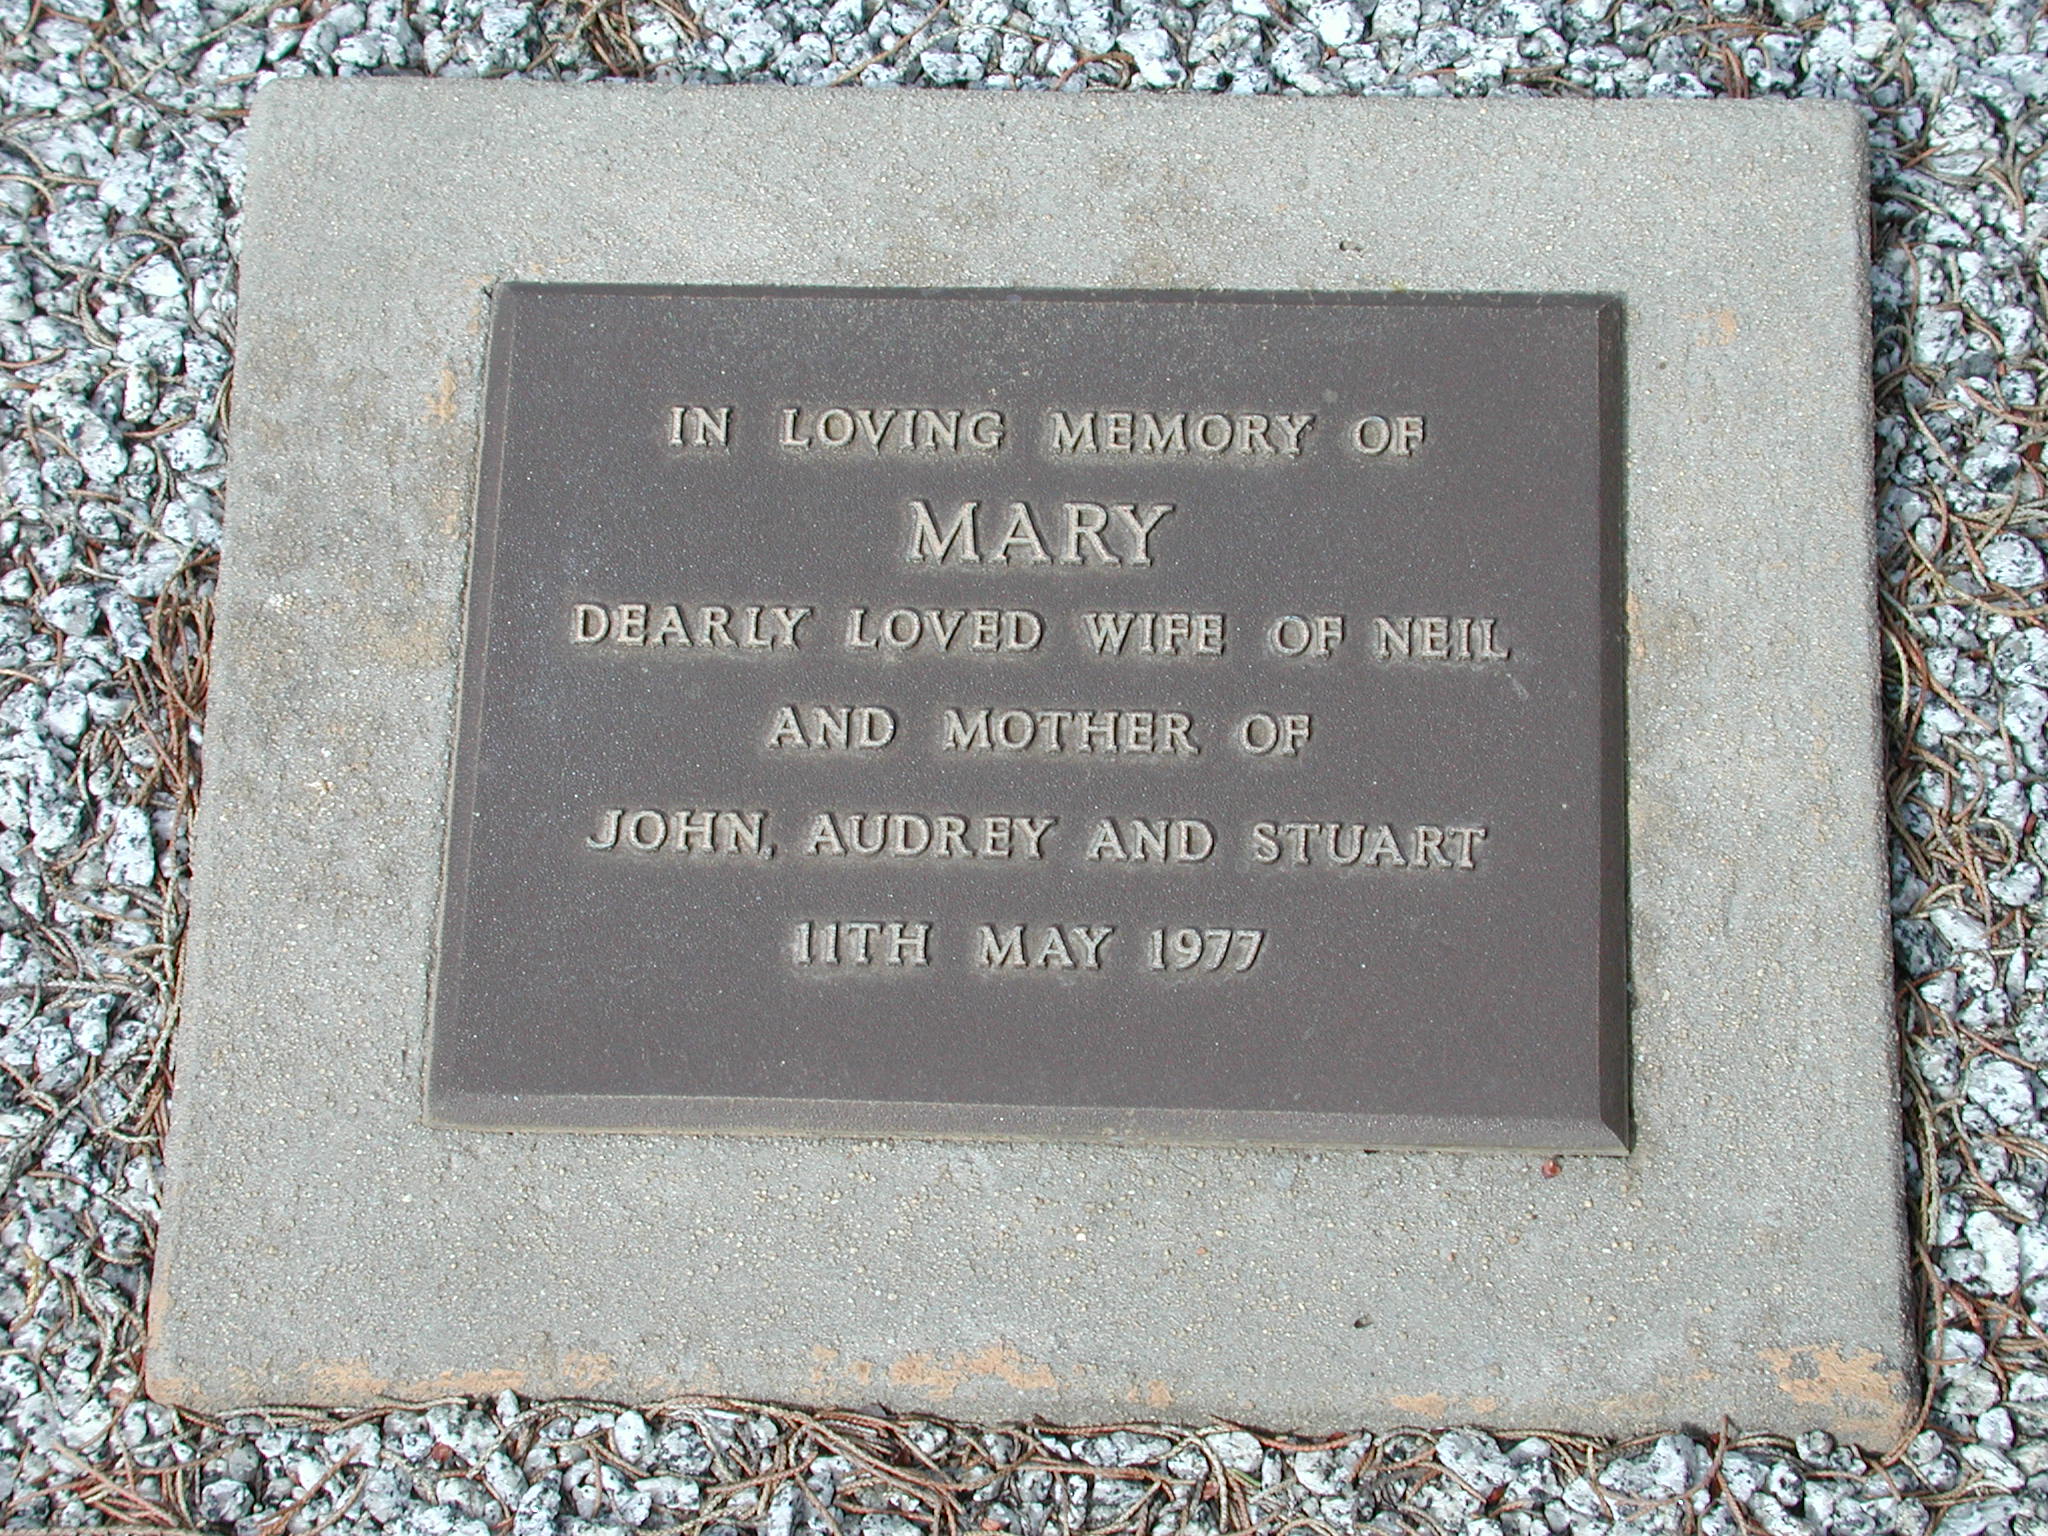 IN LOVING MEMORY OF
MARY
DEARLY LOVED WIFE OF NEIL
AND MOTHER OF
JOHN, AUDREY AND STUART
11TH MAY 1977